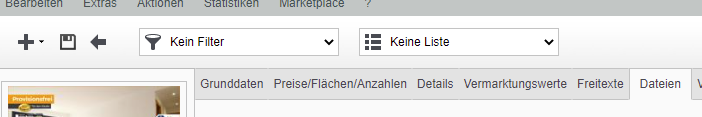 Bearbeiten Extras Aktionen Statistiken Marketplace ?
Kein Filter Keine Liste
Grunddaten Preise/Flächen/Anzahlen Details Vermarktungswerte Freitexte Dateien
Provisionsfrei